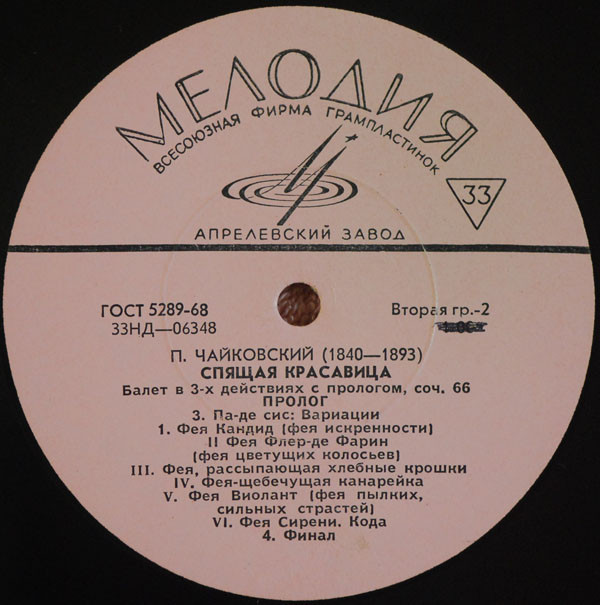 МЕЛОДИЯ
ВСЕСОЮЗНАЯ ФИРМА ГРАМПЛАСТИНОК
33
АПРЕЛЕВСКИЙ ЗАВОД
ГОСТ 5289-68
Вторая гр.-2
33НД—06348
П. ЧАЙКОВСКИЙ (1840—1893)
СПЯЩАЯ КРАСАВИЦА
Балет в 3-х действиях с прологом, соч. 66
ПРОЛОГ
3. Па-де сис: Вариации
1. Фея Кандид (фея искренности)
II Фея Флер-де Фарин
(фея цветущих колосьев)
III. Фея, рассыпающая хлебные крошки
IV. Фея-щебечущая канарейка
V. Фея Виолант (фея пылких,
сильных страстей)
VI. Фея Сирени. Кода
4. Финал